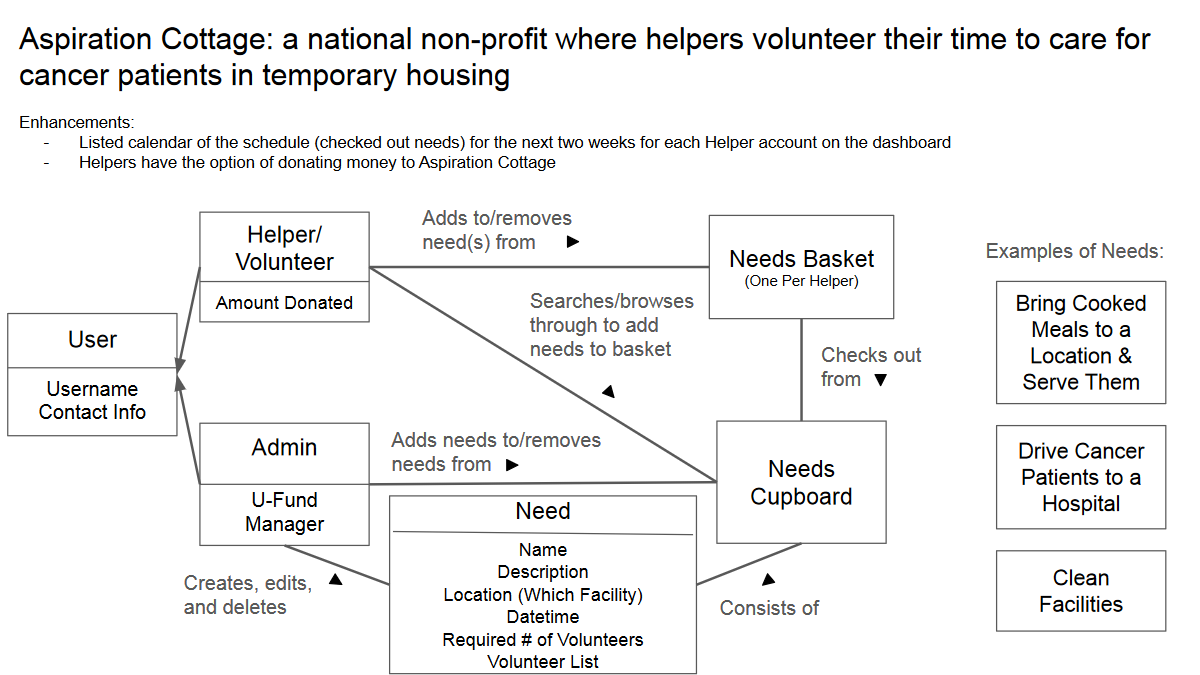 Aspiration Cottage: a national non-profit where helpers volunteer their time to care for
cancer patients in temporary housing
Enhancements:
- Listed calendar of the schedule (checked out needs) for the next two weeks for each Helper account on the dashboard
- Helpers have the option of donating money to Aspiration Cottage
Helper/
Volunteer
Amount Donated
Adds to/removes
need(s) from ►
Needs Basket
(One Per Helper)
Examples of Needs:
Searches/browses
through to add
needs to basket
User
Username
Contact Info
Checks out
from ▼
Bring Cooked
Meals to a
Location &
Serve Them
Admin
U-Fund
Manager
Adds needs to/removes
needs from ►
Needs
Cupboard
Drive Cancer
Patients to a
Hospital
Need
Name
Description
Location (Which Facility)
Datetime
Required # of Volunteers
Volunteer List
Creates, edits,
and deletes
Consists of
Clean
Facilities